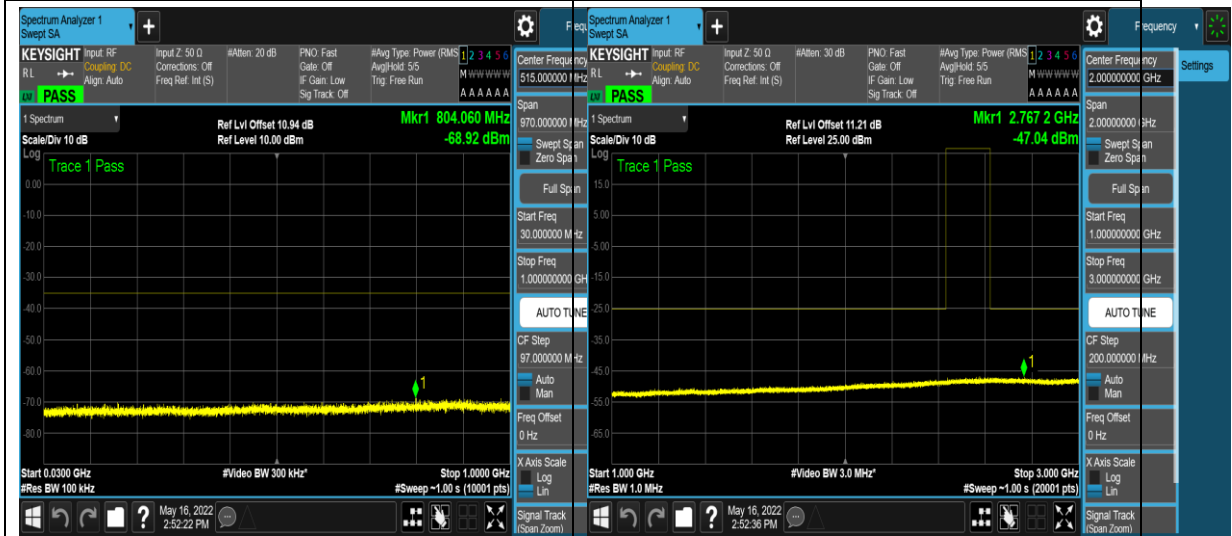 Spectrum Analyzer 1
Swept SA
KEYSIGHT
RL
Input: RF
Coupling: DC
Align: Auto
Input Z: 50 Ω
Corrections: Off
Freq Ref: Int (S)
#Atten: 20 dB
PNO: Fast
Gate: Off
IF Gain: Low
Sig Track: Off
#Avg Type: Power (RMS
Avg|Hold: 5/5
Trig: Free Run
1 2 3 4 5 6
M W W W W W
A A A A A A
PASS
1 Spectrum
Scale/Div 10 dB
Ref Lvl Offset 10.94 dB
Ref Level 10.00 dBm
Mkr1 804.060 MHz
-68.92 dBm
Log
Trace 1 Pass
0.00
-10.0
-20.0
-30.0
-40.0
-50.0
-60.0
-70.0
-80.0
1
Start 0.0300 GHz
#Res BW 100 kHz
#Video BW 300 kHz*
Stop 1.0000 GHz
#Sweep ~1.00 s (10001 pts)
May 16, 2022
2:52:22 PM
Center Frequency
515.000000 MHz
Span
970.000000 MHz
Swept Span
Zero Span
Full Span
Start Freq
30.000000 MHz
Stop Freq
1.000000000 GH
AUTO TUNE
CF Step
97.000000 MHz
Auto
Man
Freq Offset
0 Hz
X Axis Scale
Log
Lin
Signal Track
(Span Zoom)
Spectrum Analyzer 1
Swept SA
KEYSIGHT
RL
Input: RF
Coupling: DC
Align: Auto
Input Z: 50 Ω
Corrections: Off
Freq Ref: Int (S)
#Atten: 30 dB
PNO: Fast
Gate: Off
IF Gain: Low
Sig Track: Off
#Avg Type: Power (RMS
Avg|Hold: 5/5
Trig: Free Run
1 2 3 4 5 6
M W W W W W
A A A A A A
PASS
1 Spectrum
Scale/Div 10 dB
Ref Lvl Offset 11.21 dB
Ref Level 25.00 dBm
Mkr1 2.767 2 GHz
-47.04 dBm
Log
Trace 1 Pass
15.0
5.00
-5.00
-15.0
-25.0
-35.0
-45.0
-55.0
-65.0
1
Start 1.000 GHz
#Res BW 1.0 MHz
#Video BW 3.0 MHz*
Stop 3.000 GHz
#Sweep ~1.00 s (20001 pts)
May 16, 2022
2:52:36 PM
Frequency
Settings
Center Frequency
2.000000000 GHz
Span
2.00000000 GHz
Swept Span
Zero Span
Full Span
Start Freq
1.000000000 GHz
Stop Freq
3.000000000 GHz
AUTO TUNE
CF Step
200.000000 MHz
Auto
Man
Freq Offset
0 Hz
X Axis Scale
Log
Lin
Signal Track
(Span Zoom)